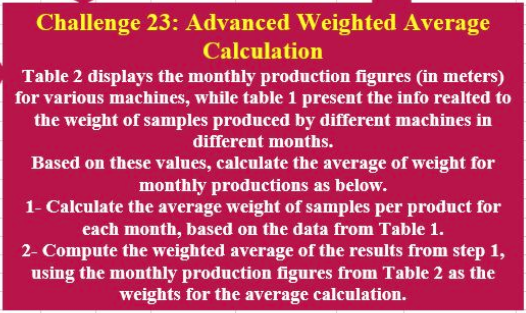 Challenge 23: Advanced Weighted Average
Calculation
Table 2 displays the monthly production figures (in meters)
for various machines, while table 1 present the info realted to
the weight of samples produced by different machines in
different months.
Based on these values, calculate the average of weight for
monthly productions as below.
1- Calculate the average weight of samples per product for
each month, based on the data from Table 1.
2- Compute the weighted average of the results from step 1,
using the monthly production figures from Table 2 as the
weights for the average calculation.